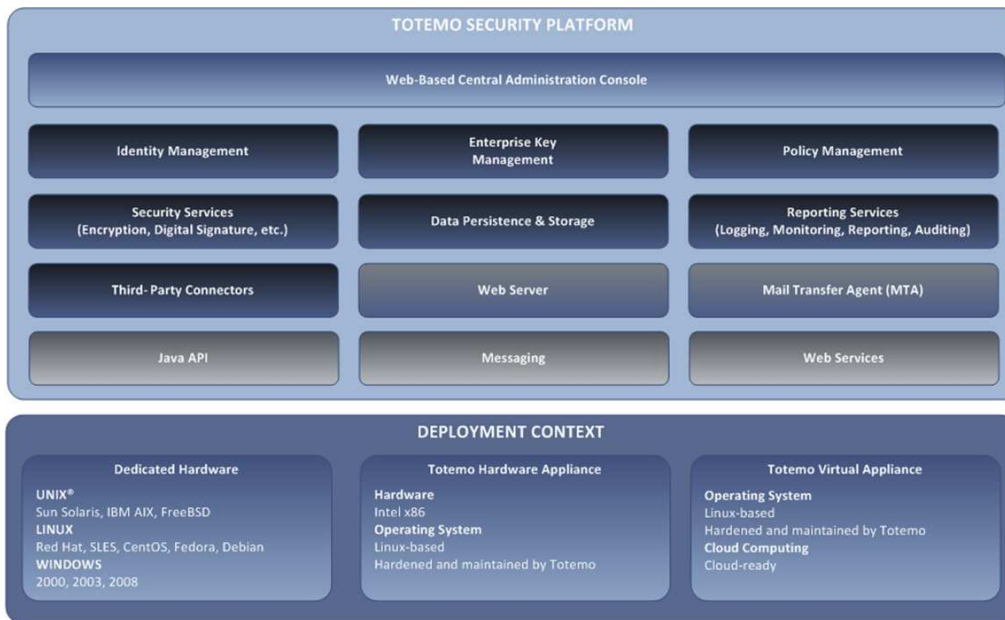 TOTEMO SECURITY PLATFORM
Web-Based Central Administration Console
Identity Management
Enterprise Key
Management
Policy Management
Security Services
(Encryption, Digital Signature, etc.)
Data Persistence & Storage
Reporting Services
(Logging, Monitoring, Reporting, Auditing)
Third- Party Connectors
Web Server
Mail Transfer Agent (MTA)
Java API
Messaging
Web Services
DEPLOYMENT CONTEXT
Dedicated Hardware
UNIX®
Sun Solaris, IBM AIX, FreeBSD
LINUX
Red Hat, SLES, CentOS, Fedora, Debian
WINDOWS
2000, 2003, 2008
Totemo Hardware Appliance
Hardware
Intel x86
Operating System
Linux-based
Hardened and maintained by Totemo
Totemo Virtual Appliance
Operating System
Linux-based
Hardened and maintained by Totemo
Cloud Computing
Cloud-ready